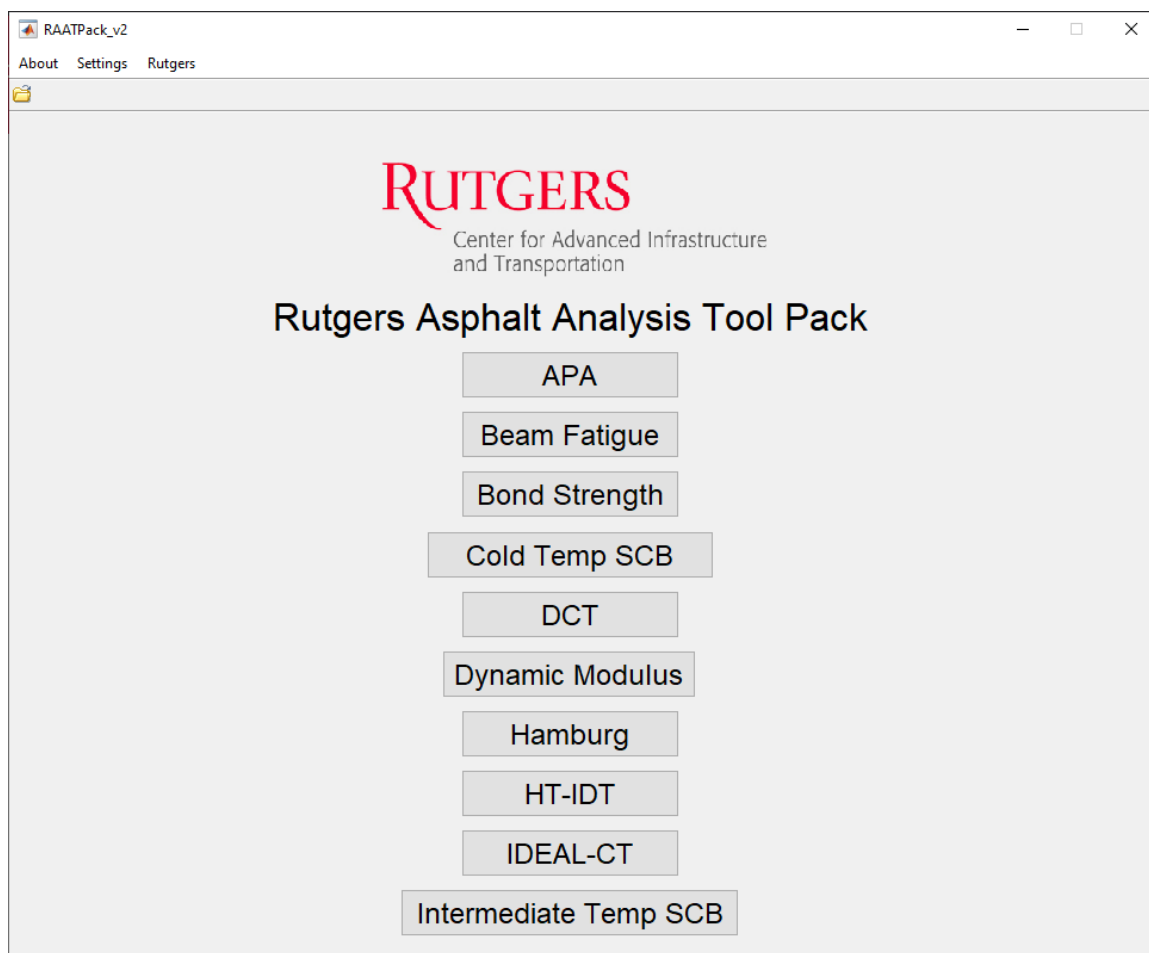 RAATPack_v2
About Settings Rutgers
RUTGERS
Center for Advanced Infrastructure
and Transportation
Rutgers Asphalt Analysis Tool Pack
APA
Beam Fatigue
Bond Strength
Cold Temp SCB
DCT
Dynamic Modulus
Hamburg
HT-IDT
IDEAL-CT
Intermediate Temp SCB